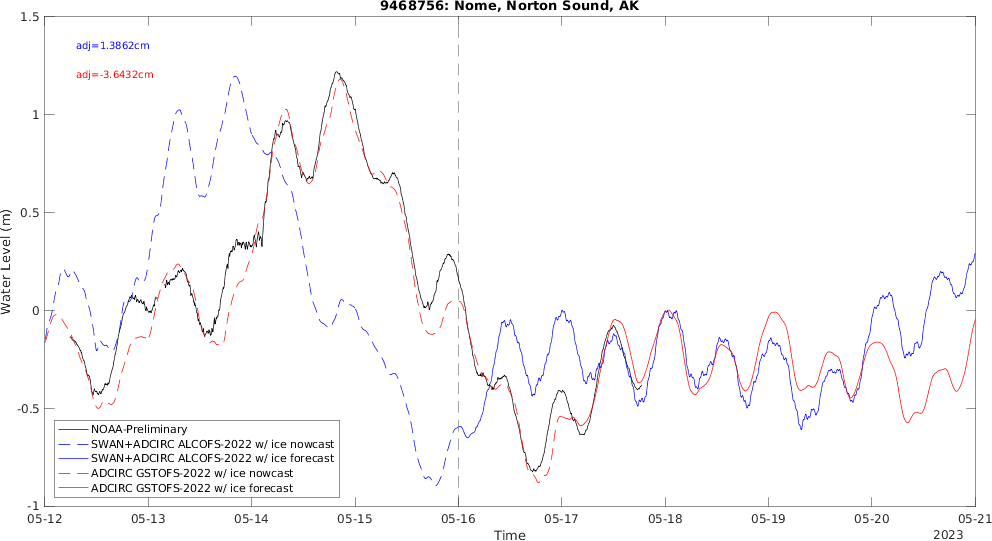 9468756: Nome, Norton Sound, AK
adj=1.3862cm
adj=-3.6432cm
1.5
1
0.5
0
-0.5
-1
Water Level (m)
NOAA-Preliminary
SWAN+ADCIRC ALCOFS-2022 w/ ice nowcast
SWAN+ADCIRC ALCOFS-2022 w/ ice forecast
ADCIRC GSTOFS-2022 w/ ice nowcast
ADCIRC GSTOFS-2022 w/ ice forecast
05-12 05-13 05-14 05-15 05-16 05-17 05-18 05-19 05-20 05-21
Time
2023